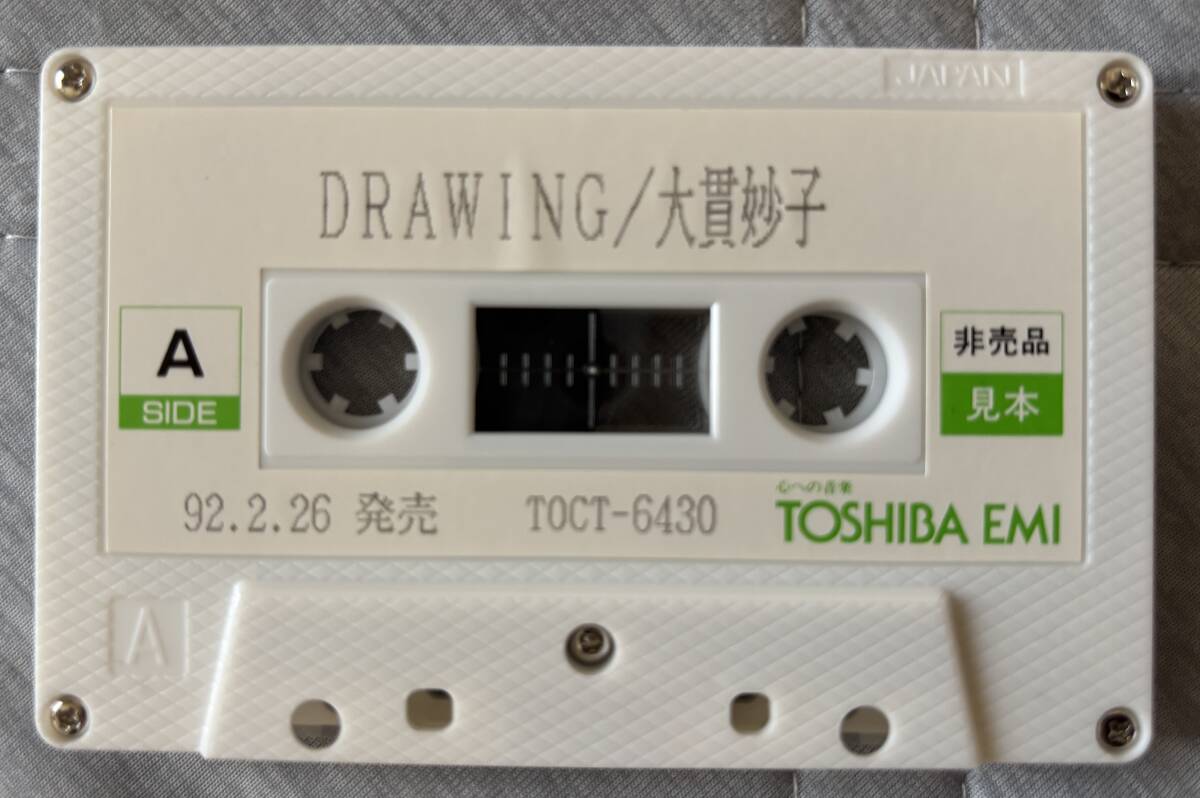 JAPAN
DRAWING/大貫妙子
A
SIDE
非売品
見本
92.2.26 発売 TOCT-6430
心への音楽
TOSHIBA EMI
A